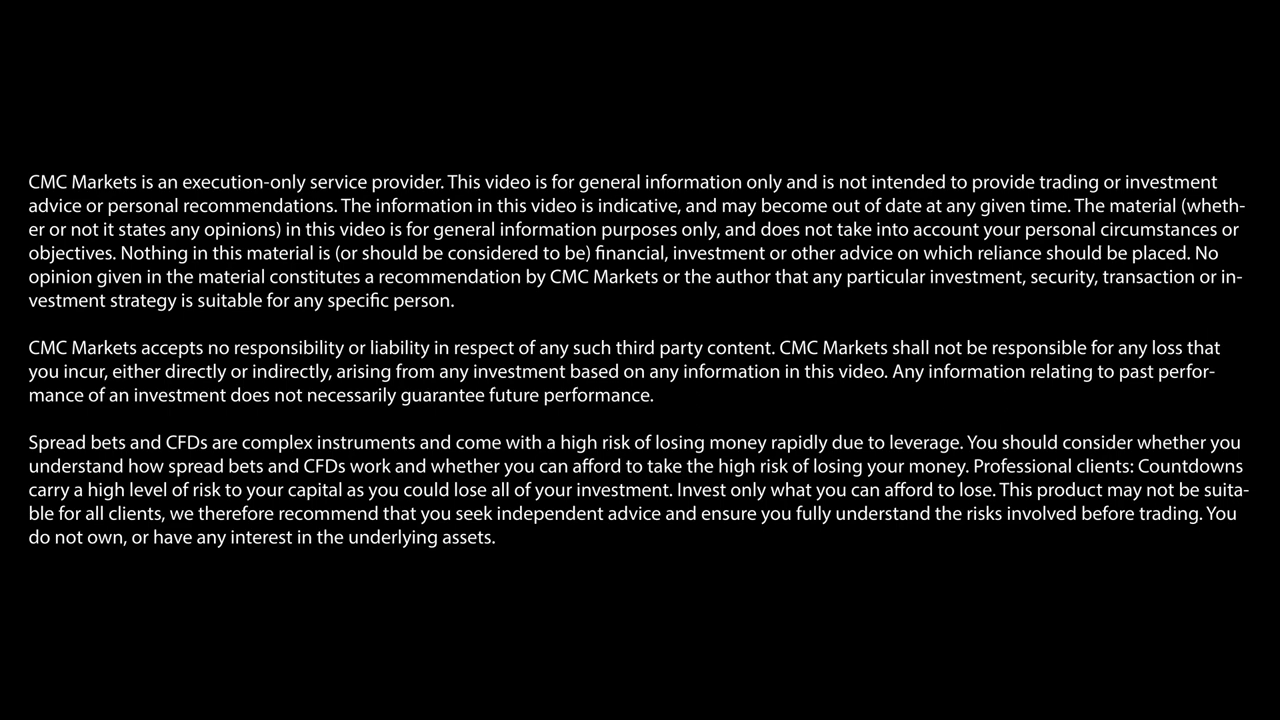 CMC Markets is an execution-only service provider. This video is for general information only and is not intended to provide trading or investment
advice or personal recommendations. The information in this video is indicative, and may become out of date at any given time. The material (wheth-
er or not it states any opinions) in this video is for general information purposes only, and does not take into account your personal circumstances or
objectives. Nothing in this material is (or should be considered to be) financial, investment or other advice on which reliance should be placed. No
opinion given in the material constitutes a recommendation by CMC Markets or the author that any particular investment, security, transaction or in-
vestment strategy is suitable for any specific person.
CMC Markets accepts no responsibility or liability in respect of any such third party content. CMC Markets shall not be responsible for any loss that
you incur, either directly or indirectly, arising from any investment based on any information in this video. Any information relating to past perfor-
mance of an investment does not necessarily guarantee future performance.
Spread bets and CFDs are complex instruments and come with a high risk of losing money rapidly due to leverage. You should consider whether you
understand how spread bets and CFDs work and whether you can afford to take the high risk of losing your money. Professional clients: Countdowns
carry a high level of risk to your capital as you could lose all of your investment. Invest only what you can afford to lose. This product may not be suita-
ble for all clients, we therefore recommend that you seek independent advice and ensure you fully understand the risks involved before trading. You
do not own, or have any interest in the underlying assets.